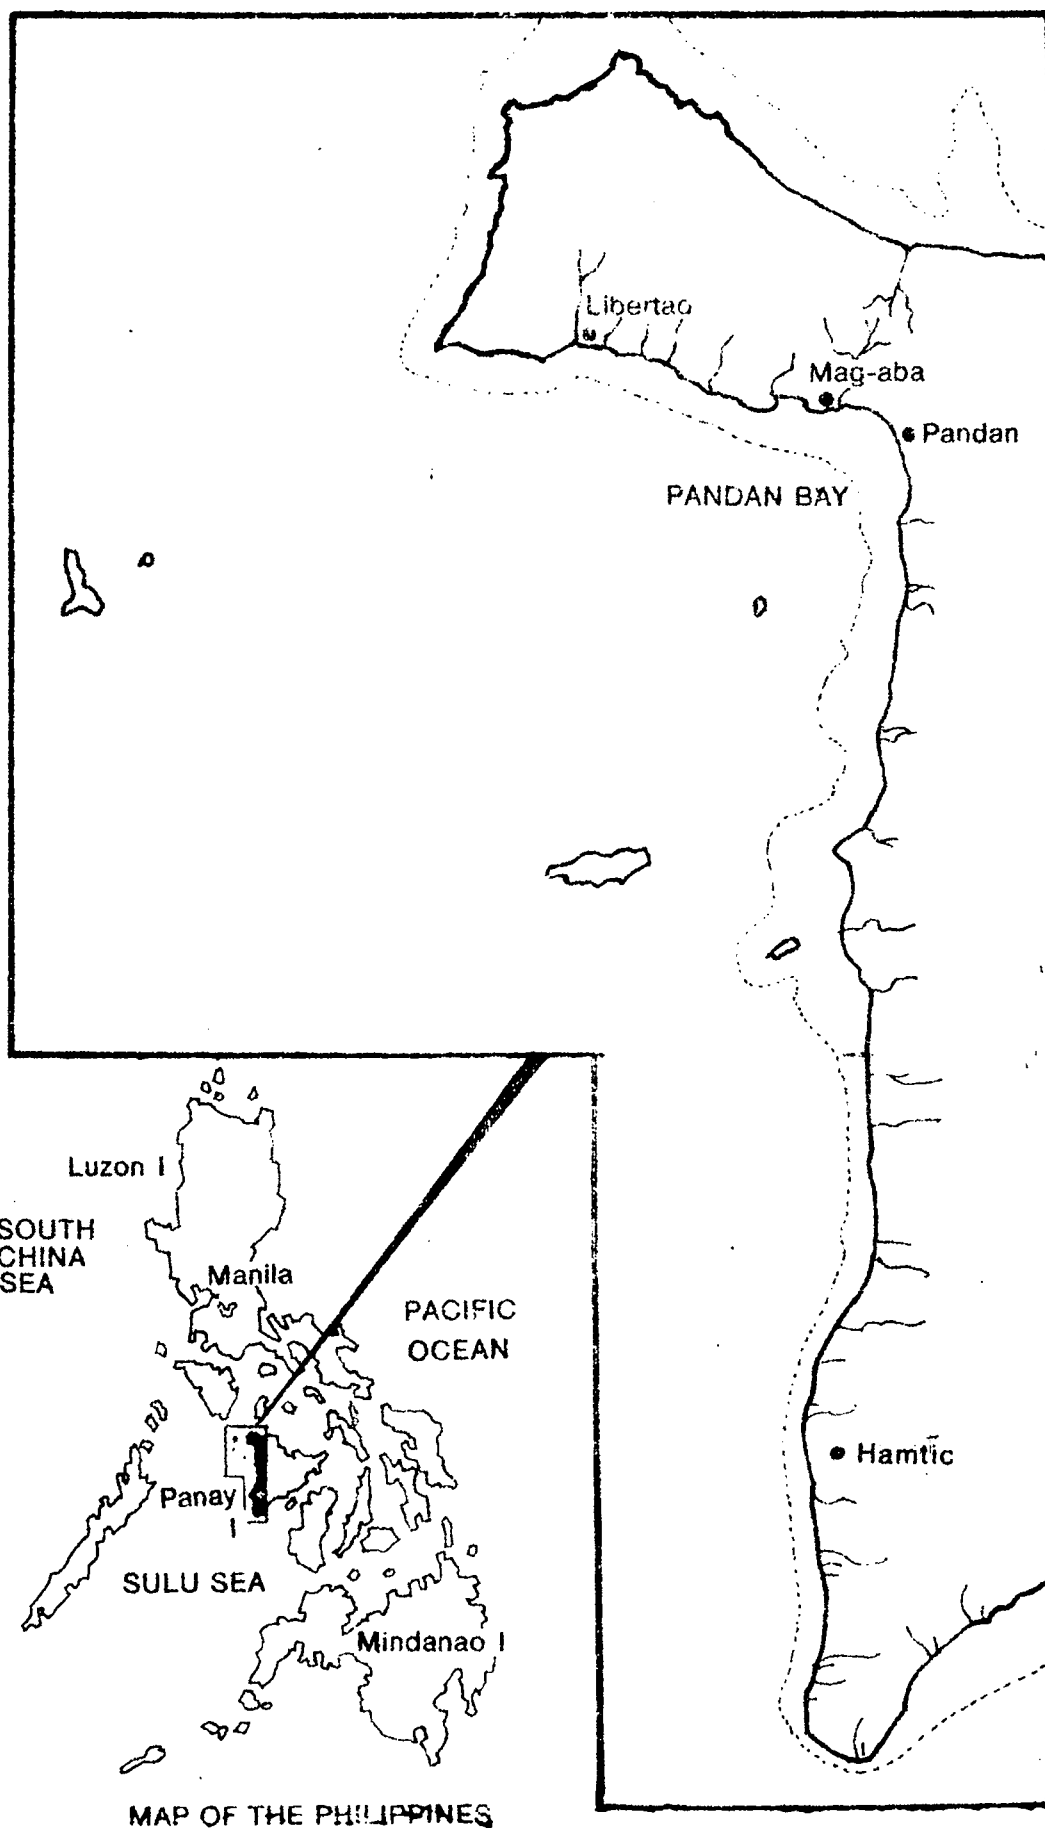 Libertad
Mag-aba
Pandan
PANDAN BAY
Luzon I
SOUTH
CHINA
SEA
Manila
PACIFIC
OCEAN
Hamtic
Panay
I
SULU SEA
Mindanao I
MAP OF THE PHILIPPINES